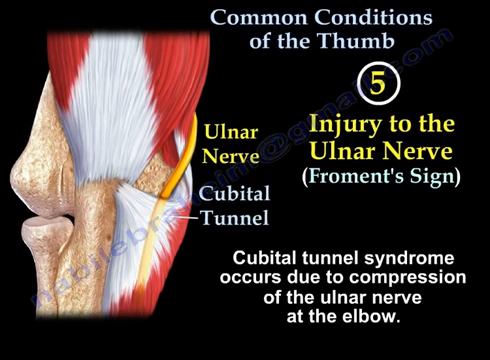 Common Conditions
of the Thumb
5
Injury to the
Ulnar Nerve
(Froment's Sign)
Ulnar
Nerve
Cubital
Tunnel
Cubital tunnel syndrome
occurs due to compression
of the ulnar nerve
at the elbow.